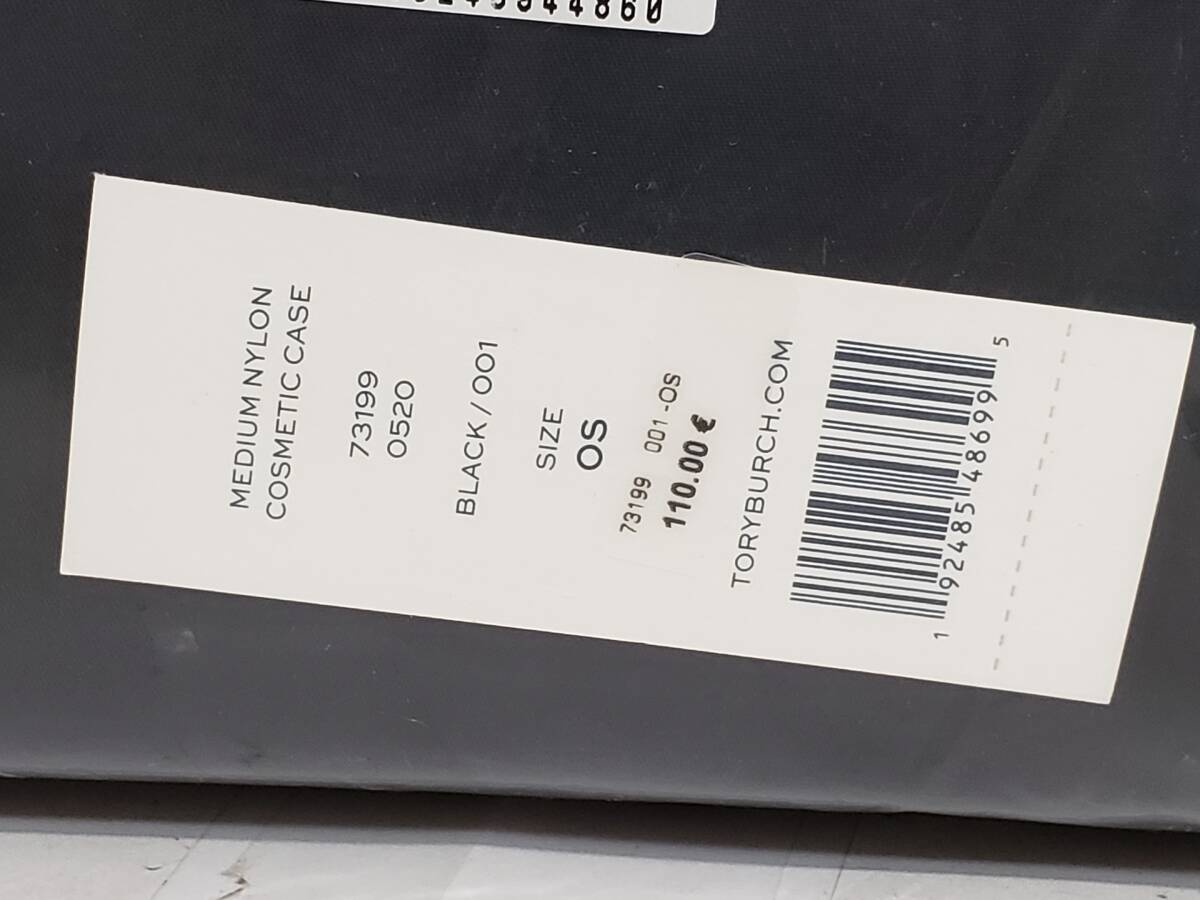 MEDIUM NYLON
COSMETIC CASE
73199
0520
BLACK / 001
SIZE
OS
73199 001 -OS
110.00 €
TORYBURCH.COM
1 92485 48699 5